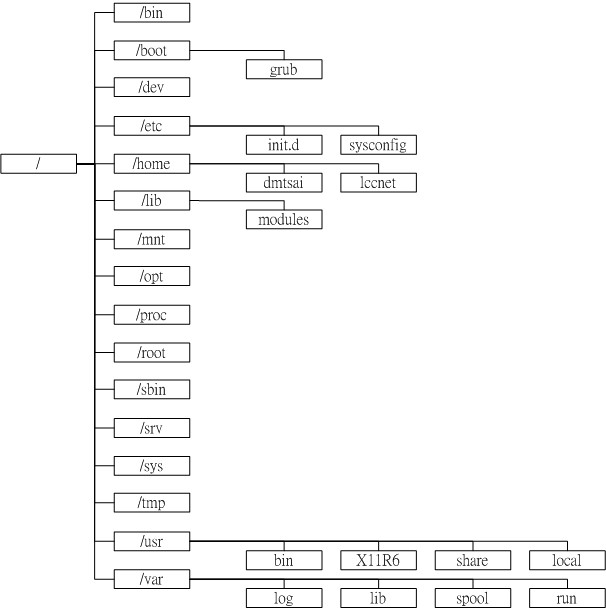 /bin
/boot
grub
/dev
/etc
init.d sysconfig
/ /home
dmtsai lccnet
/lib
modules
/mnt
/opt
/proc
/root
/sbin
/srv
/sys
/tmp
/usr
bin X11R6 share local
/var
log lib spool run